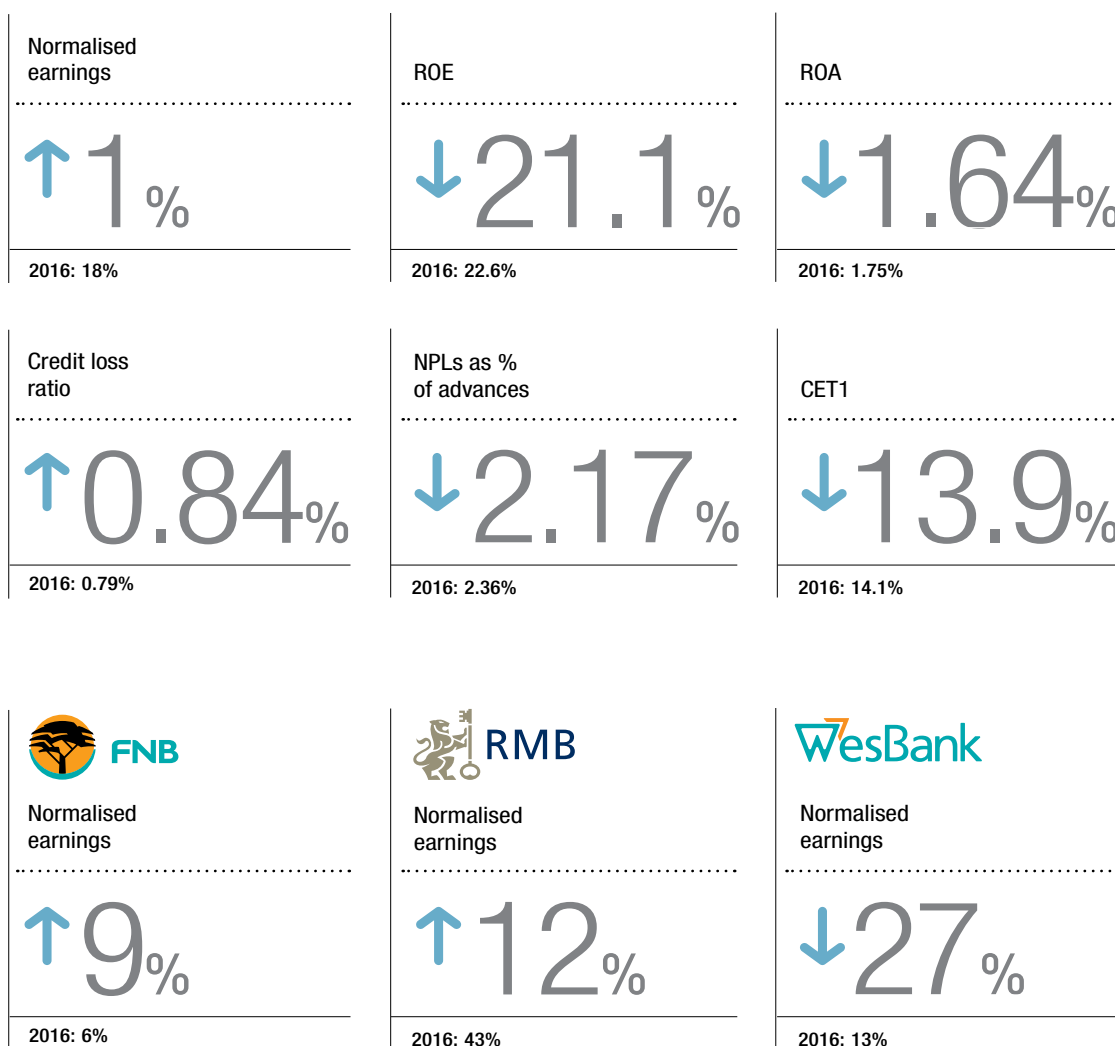 Normalised
earnings
↑1%
2016: 18%
ROE
↓21.1%
2016: 22.6%
ROA
↓1.64%
2016: 1.75%
Credit loss
ratio
↑0.84%
2016: 0.79%
NPLs as %
of advances
↓2.17%
2016: 2.36%
CET1
↓13.9%
2016: 14.1%
FNB
Normalised
earnings
↑9%
2016: 6%
RMB
Normalised
earnings
↑12%
2016: 43%
WesBank
Normalised
earnings
↓27%
2016: 13%